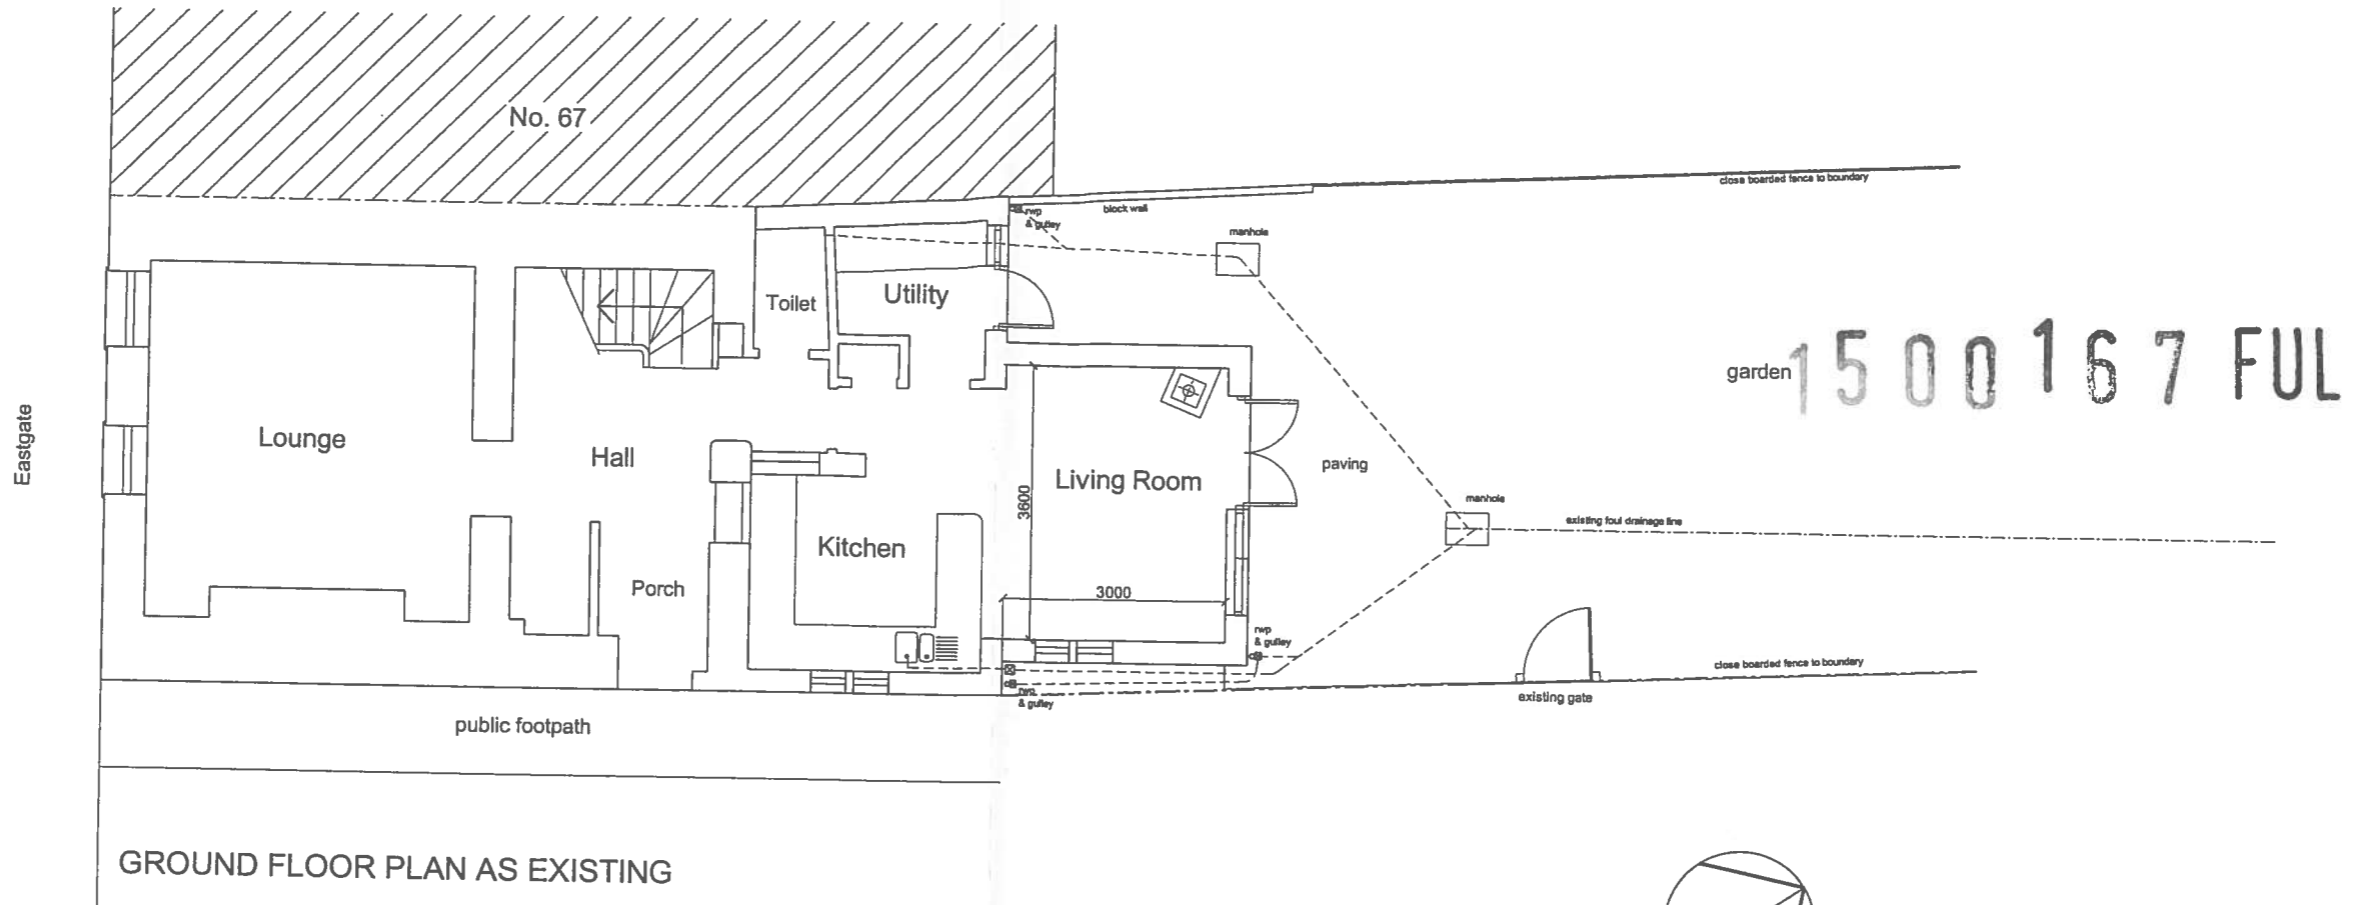 No. 67
close boarded fence to boundary
rwp
& gulley
block wall
manhole
Toilet
Utility
garden
1500167 FUL
Eastgate
Lounge
Hall
Living Room
paving
3600
manhole
existing foul drainage line
Kitchen
Porch
3000
rwp
& gulley
close boarded fence to boundary
rwp
& gulley
existing gate
public footpath
GROUND FLOOR PLAN AS EXISTING